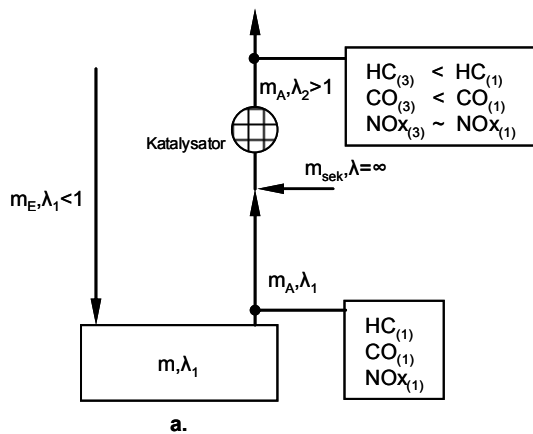 HC(3) < HC(1)
CO(3) < CO(1)
NOx(3) ~ NOx(1)
mA,λ2>1
Katalysator
msek,λ=∞
mE,λ1<1
mA,λ1
HC(1)
CO(1)
NOx(1)
m,λ1
a.